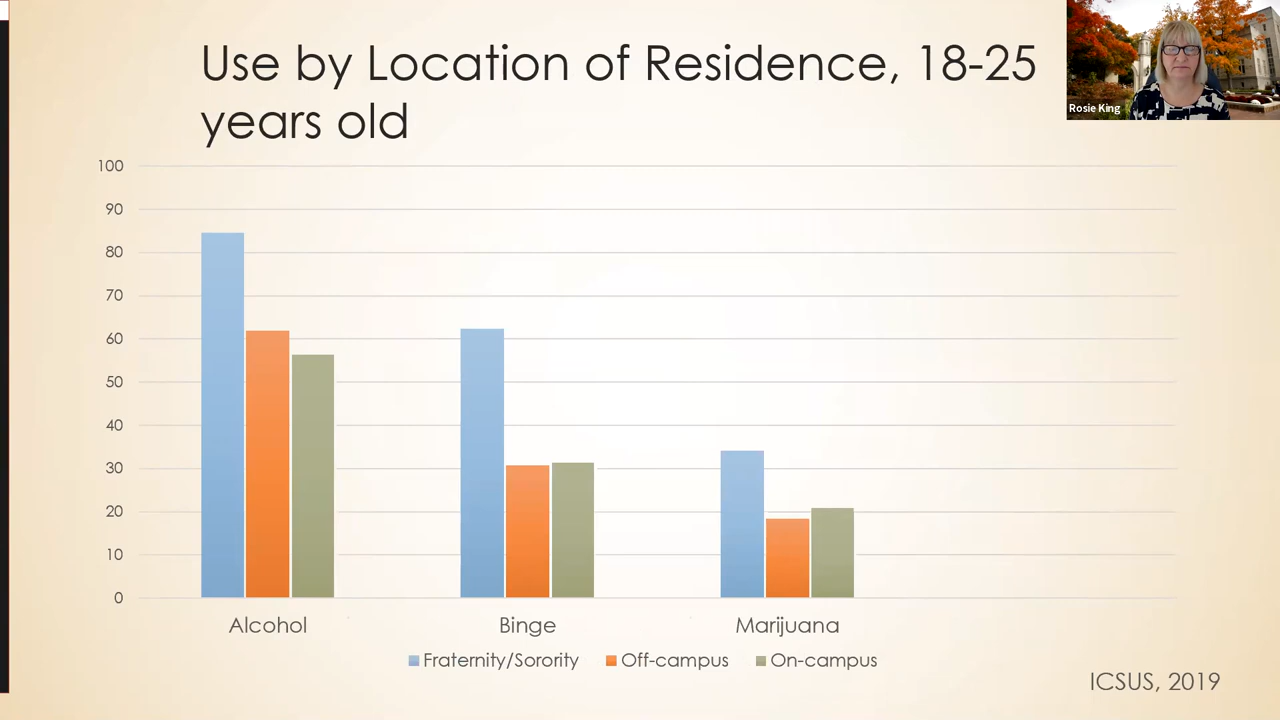 Use by Location of Residence, 18-25
years old
Rosie King
100
90
80
70
60
50
40
30
20
10
0
Alcohol Binge Marijuana
Fraternity/Sorority Off-campus On-campus
ICSUS, 2019